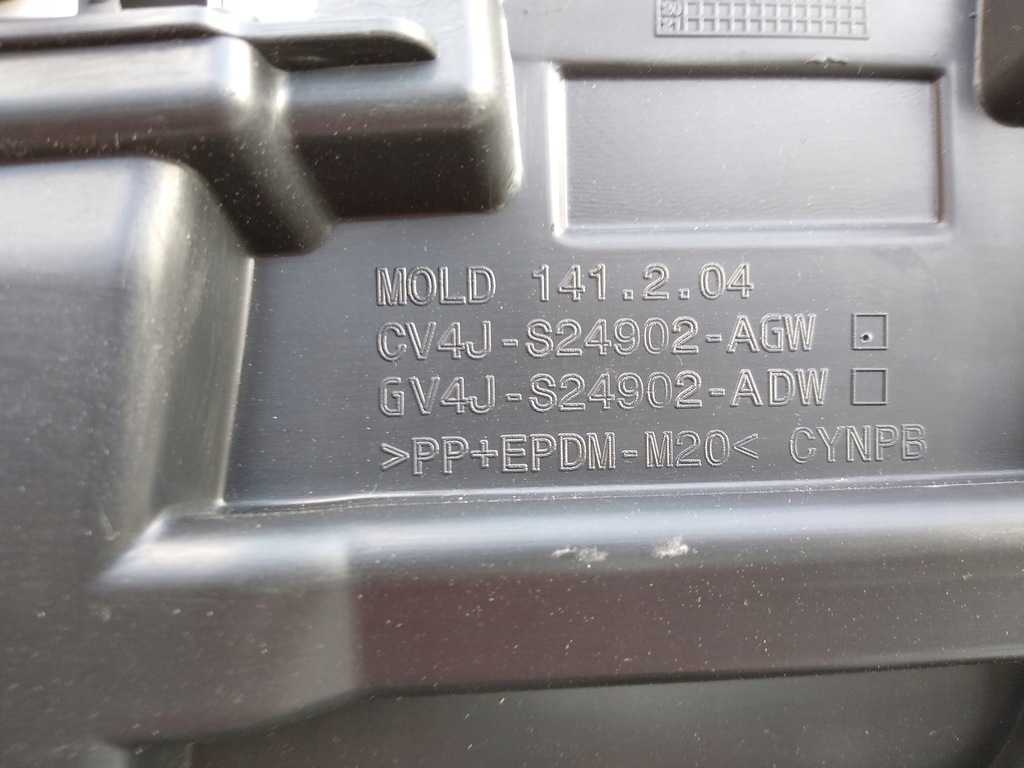 MOLD 141.2.04
CV4J-S24902-AGW
GV4J-S24902-ADW
>PP+EPDM-M20< CYNPB